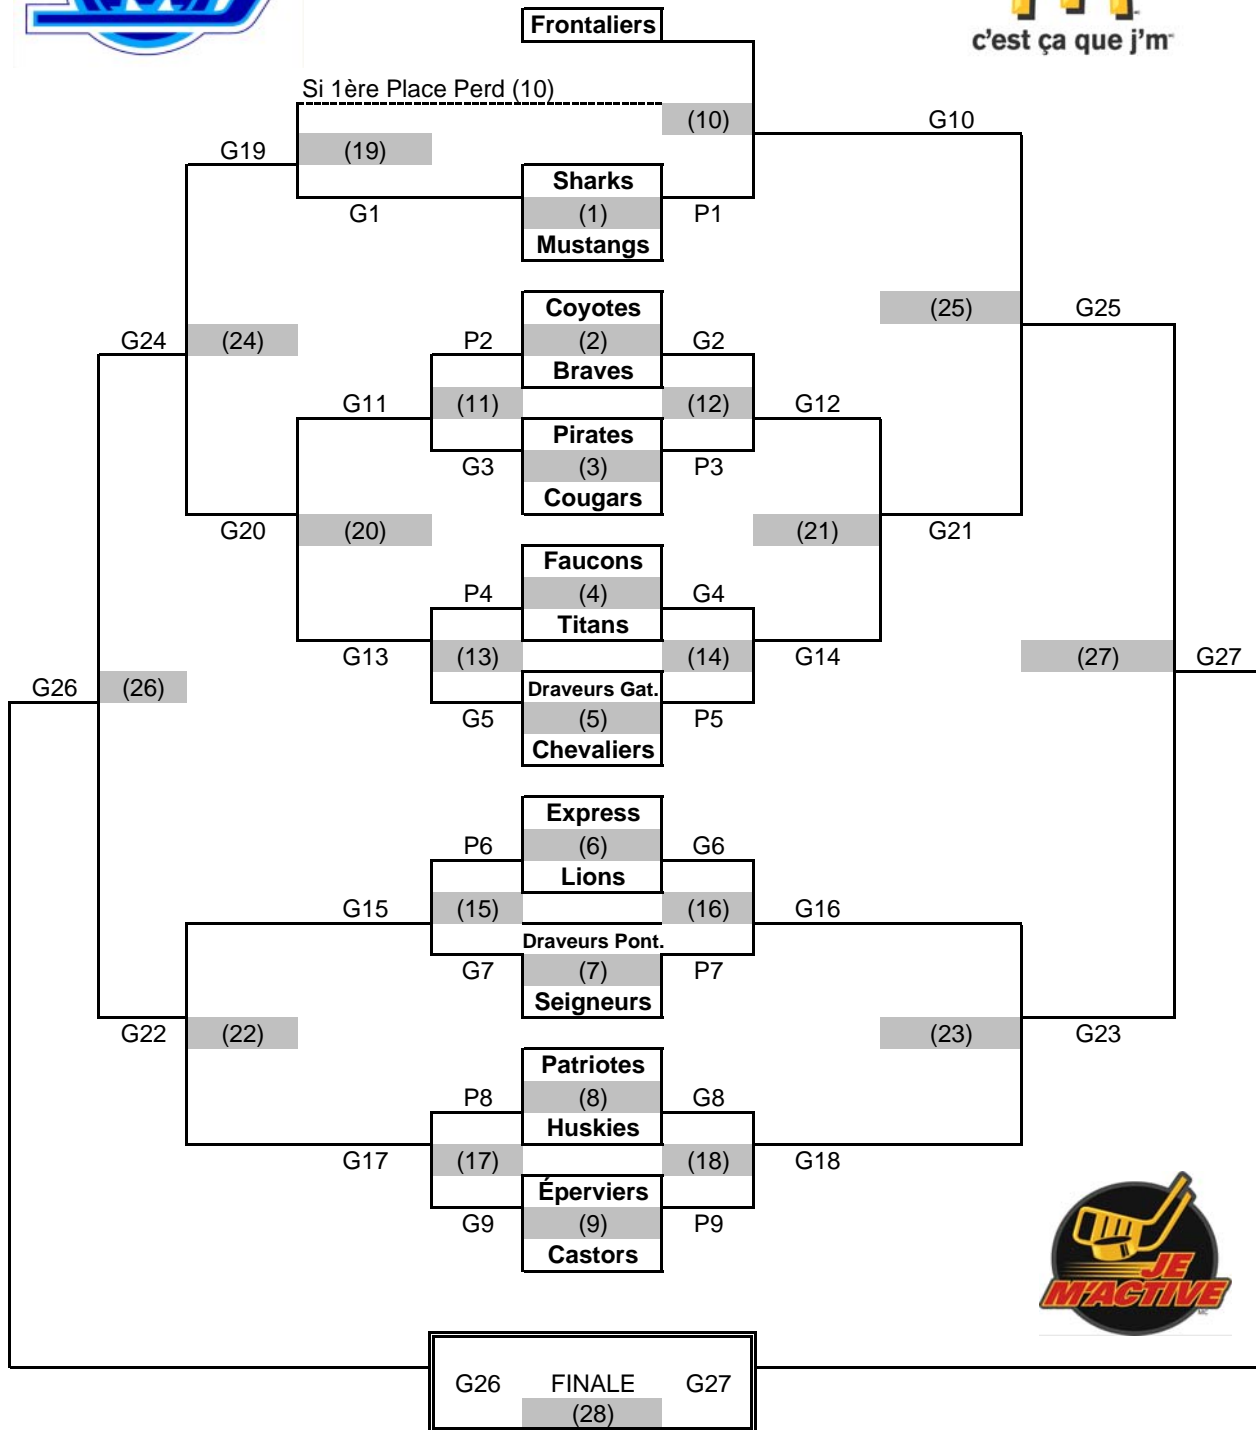 Frontaliers
c'est ça que j'm
Si 1ère Place Perd (10)
(10) G10
G19 (19)
Sharks
G1 (1) P1
Mustangs
Coyotes (25) G25
G24 (24) P2 (2) G2
Braves
G11 (11) (12) G12
Pirates
G3 (3) P3
Cougars
G20 (20) (21) G21
Faucons
P4 (4) G4
Titans
G13 (13) (14) G14 (27) G27
G26 (26) Draveurs Gat.
G5 (5) P5
Chevaliers
Express
P6 (6) G6
Lions
G15 (15) (16) G16
Draveurs Pont.
G7 (7) P7
Seigneurs
G22 (22) (23) G23
Patriotes
P8 (8) G8
Huskies
G17 (17) (18) G18
Éperviers
G9 (9) P9
Castors
JE
M'ACTIVE
G26 FINALE G27
(28)